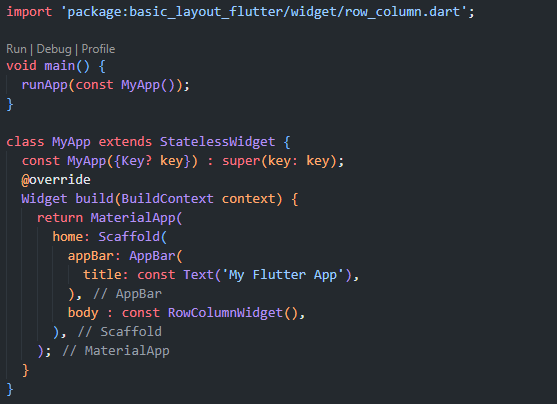 import 'package:basic_layout_flutter/widget/row_column.dart';
Run | Debug | Profile
void main() {
  runApp(const MyApp());
}
class MyApp extends StatelessWidget {
  const MyApp({Key? key}) : super(key: key);
  @override
  Widget build(BuildContext context) {
    return MaterialApp(
      home: Scaffold(
        appBar: AppBar(
          title: const Text('My Flutter App'),
        ), // AppBar
        body : const RowColumnWidget(),
      ), // Scaffold
    ); // MaterialApp
  }
}